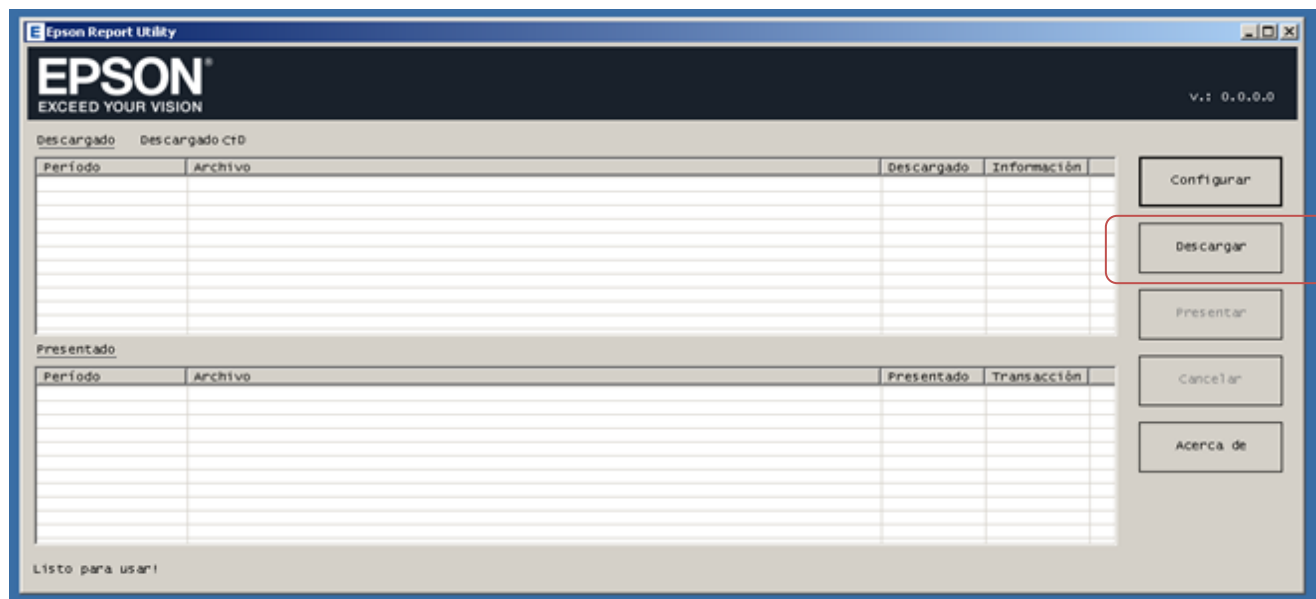 E Epson Report Utility
EPSON®
EXCEED YOUR VISION
v.: 0.0.0.0
Descargado Descargado CTD
Período Archivo Descargado Información
Configurar
Descargar
Presentar
Presentado
Período Archivo Presentado Transacción
Cancelar
Acerca de
Listo para usar!